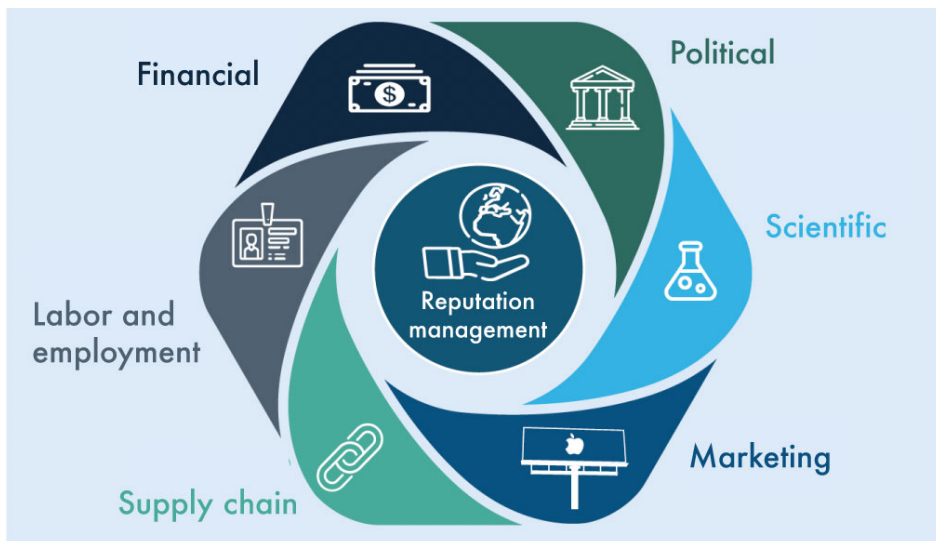 Financial
Political
Scientific
Labor and
employment
Reputation
management
Marketing
Supply chain
$